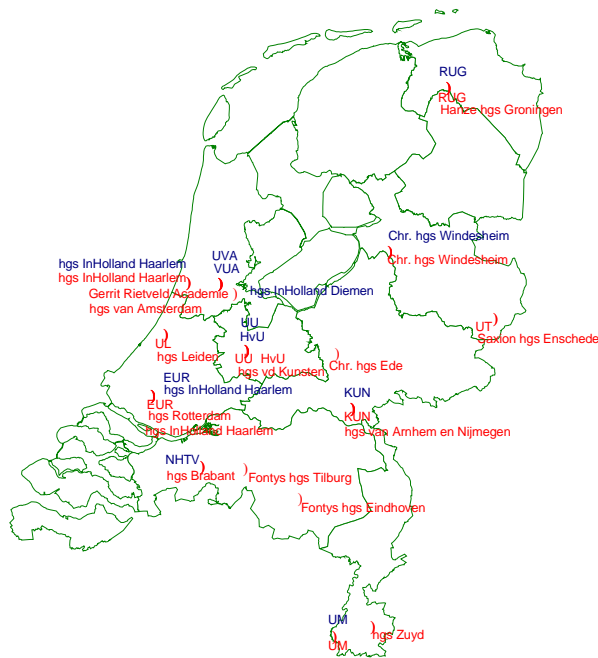 RUG
RUG
Hanze hgs Groningen
Chr. hgs Windesheim
Chr. hgs Windesheim
UVA
VUA
hgs InHolland Haarlem
hgs InHolland Haarlem
Gerrit Rietveld Academie
hgs InHolland Diemen
hgs van Amsterdam
UU
HvU
UT
Saxion hgs Enschede
UL
hgs Leiden
UU HvU
hgs vd Kunsten
Chr. hgs Ede
EUR
hgs InHolland Haarlem
KUN
EUR
hgs Rotterdam
KUN
hgs InHolland Haarlem
hgs van Arnhem en Nijmegen
NHTV
hgs Brabant
Fontys hgs Tilburg
Fontys hgs Eindhoven
UM
hgs Zuyd
UM